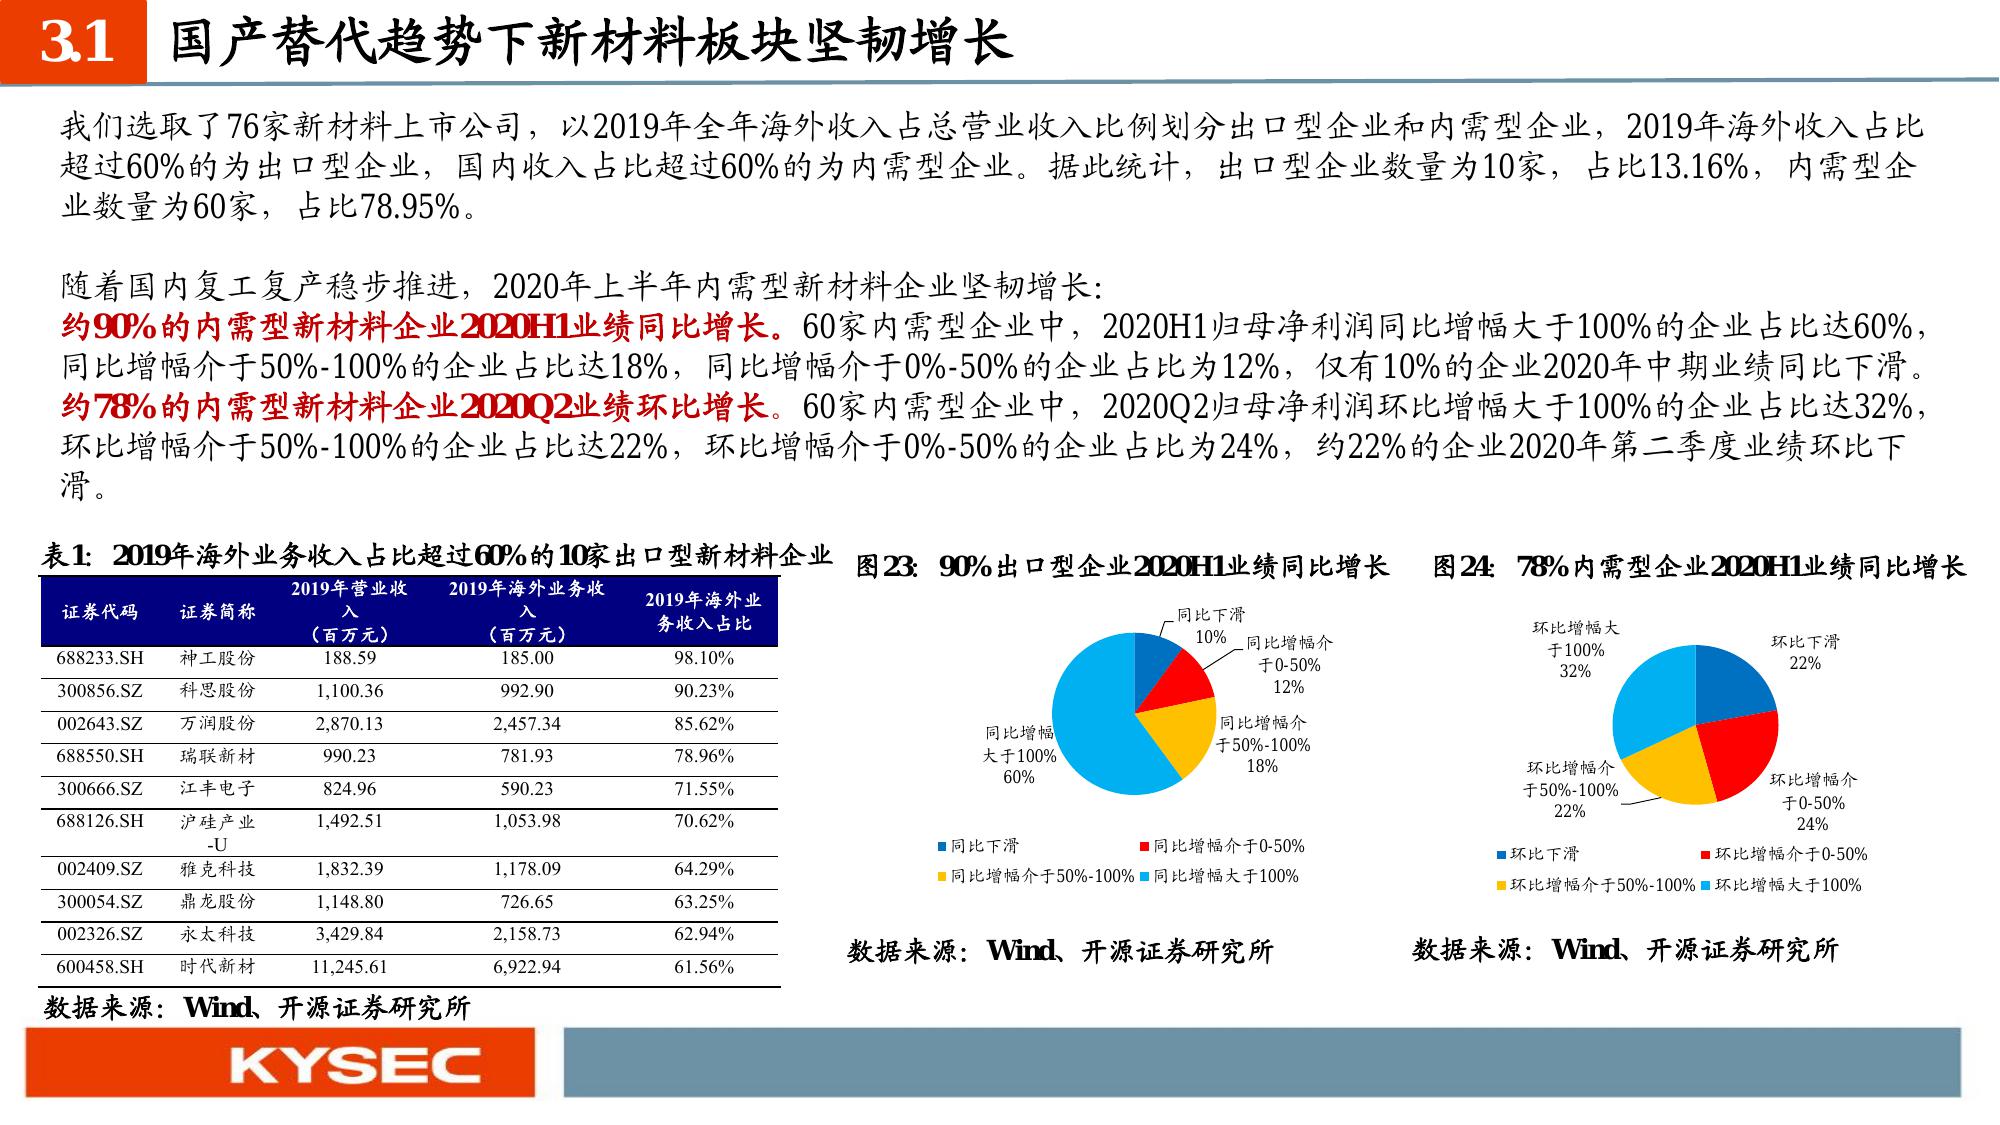 3.1 国产替代趋势下新材料板块坚韧增长
我们选取了76家新材料上市公司，以2019年全年海外收入占总营业收入比例划分出口型企业和内需型企业，2019年海外收入占比
超过60%的为出口型企业，国内收入占比超过60%的为内需型企业。据此统计，出口型企业数量为10家，占比13.16%，内需型企
业数量为60家，占比78.95%。
随着国内复工复产稳步推进，2020年上半年内需型新材料企业坚韧增长：
约90%的内需型新材料企业2020H1业绩同比增长。60家内需型企业中，2020H1归母净利润同比增幅大于100%的企业占比达60%，
同比增幅介于50%-100%的企业占比达18%，同比增幅介于0%-50%的企业占比为12%，仅有10%的企业2020年中期业绩同比下滑。
约78%的内需型新材料企业2020Q2业绩环比增长。60家内需型企业中，2020Q2归母净利润环比增幅大于100%的企业占比达32%，
环比增幅介于50%-100%的企业占比达22%，环比增幅介于0%-50%的企业占比为24%，约22%的企业2020年第二季度业绩环比下
滑。
表1：2019年海外业务收入占比超过60%的10家出口型新材料企业
证券代码 证券简称 2019年营业收入（百万元） 2019年海外业务收入（百万元） 2019年海外业务收入占比
688233.SH 神工股份 188.59 185.00 98.10%
300856.SZ 科思股份 1,100.36 992.90 90.23%
002643.SZ 万润股份 2,870.13 2,457.34 85.62%
688550.SH 瑞联新材 990.23 781.93 78.96%
300666.SZ 江丰电子 824.96 590.23 71.55%
688126.SH 沪硅产业-U 1,492.51 1,053.98 70.62%
002409.SZ 雅克科技 1,832.39 1,178.09 64.29%
300054.SZ 鼎龙股份 1,148.80 726.65 63.25%
002326.SZ 永太科技 3,429.84 2,158.73 62.94%
600458.SH 时代新材 11,245.61 6,922.94 61.56%
数据来源：Wind、开源证券研究所
图23：90%出口型企业2020H1业绩同比增长
同比下滑
10%
同比增幅介
于0-50%
12%
同比增幅介
于50%-100%
18%
同比增幅
大于100%
60%
同比下滑 同比增幅介于0-50%
同比增幅介于50%-100% 同比增幅大于100%
数据来源：Wind、开源证券研究所
图24：78%内需型企业2020H1业绩同比增长
环比增幅大
于100%
32%
环比下滑
22%
环比增幅介
于50%-100%
22%
环比增幅介
于0-50%
24%
环比下滑 环比增幅介于0-50%
环比增幅介于50%-100% 环比增幅大于100%
数据来源：Wind、开源证券研究所
KYSEC